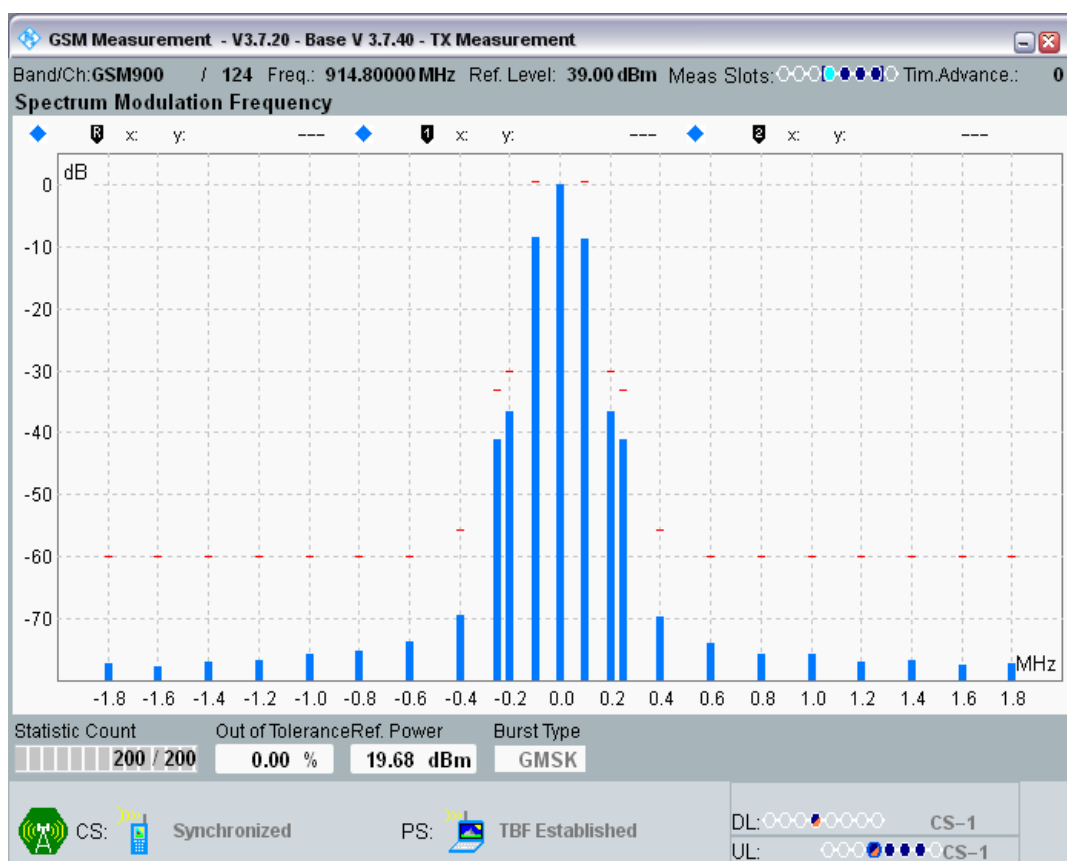 GSM Measurement - V3.7.20 - Base V 3.7.40 - TX Measurement
Band/Ch:GSM900 / 124 Freq.: 914.80000 MHz Ref. Level: 39.00 dBm Meas Slots: Tim.Advance.: 0
Spectrum Modulation Frequency
R x: y: --- 1 x: y: --- 2 x: y: ---
dB
0
-10
-20
-30
-40
-50
-60
-70
MHz
-1.8 -1.6 -1.4 -1.2 -1.0 -0.8 -0.6 -0.4 -0.2 0.0 0.2 0.4 0.6 0.8 1.0 1.2 1.4 1.6 1.8
Statistic Count Out of Tolerance Ref. Power Burst Type
200 / 200 0.00 % 19.68 dBm GMSK
CS: Synchronized PS: TBF Established
DL: CS-1
UL: CS-1